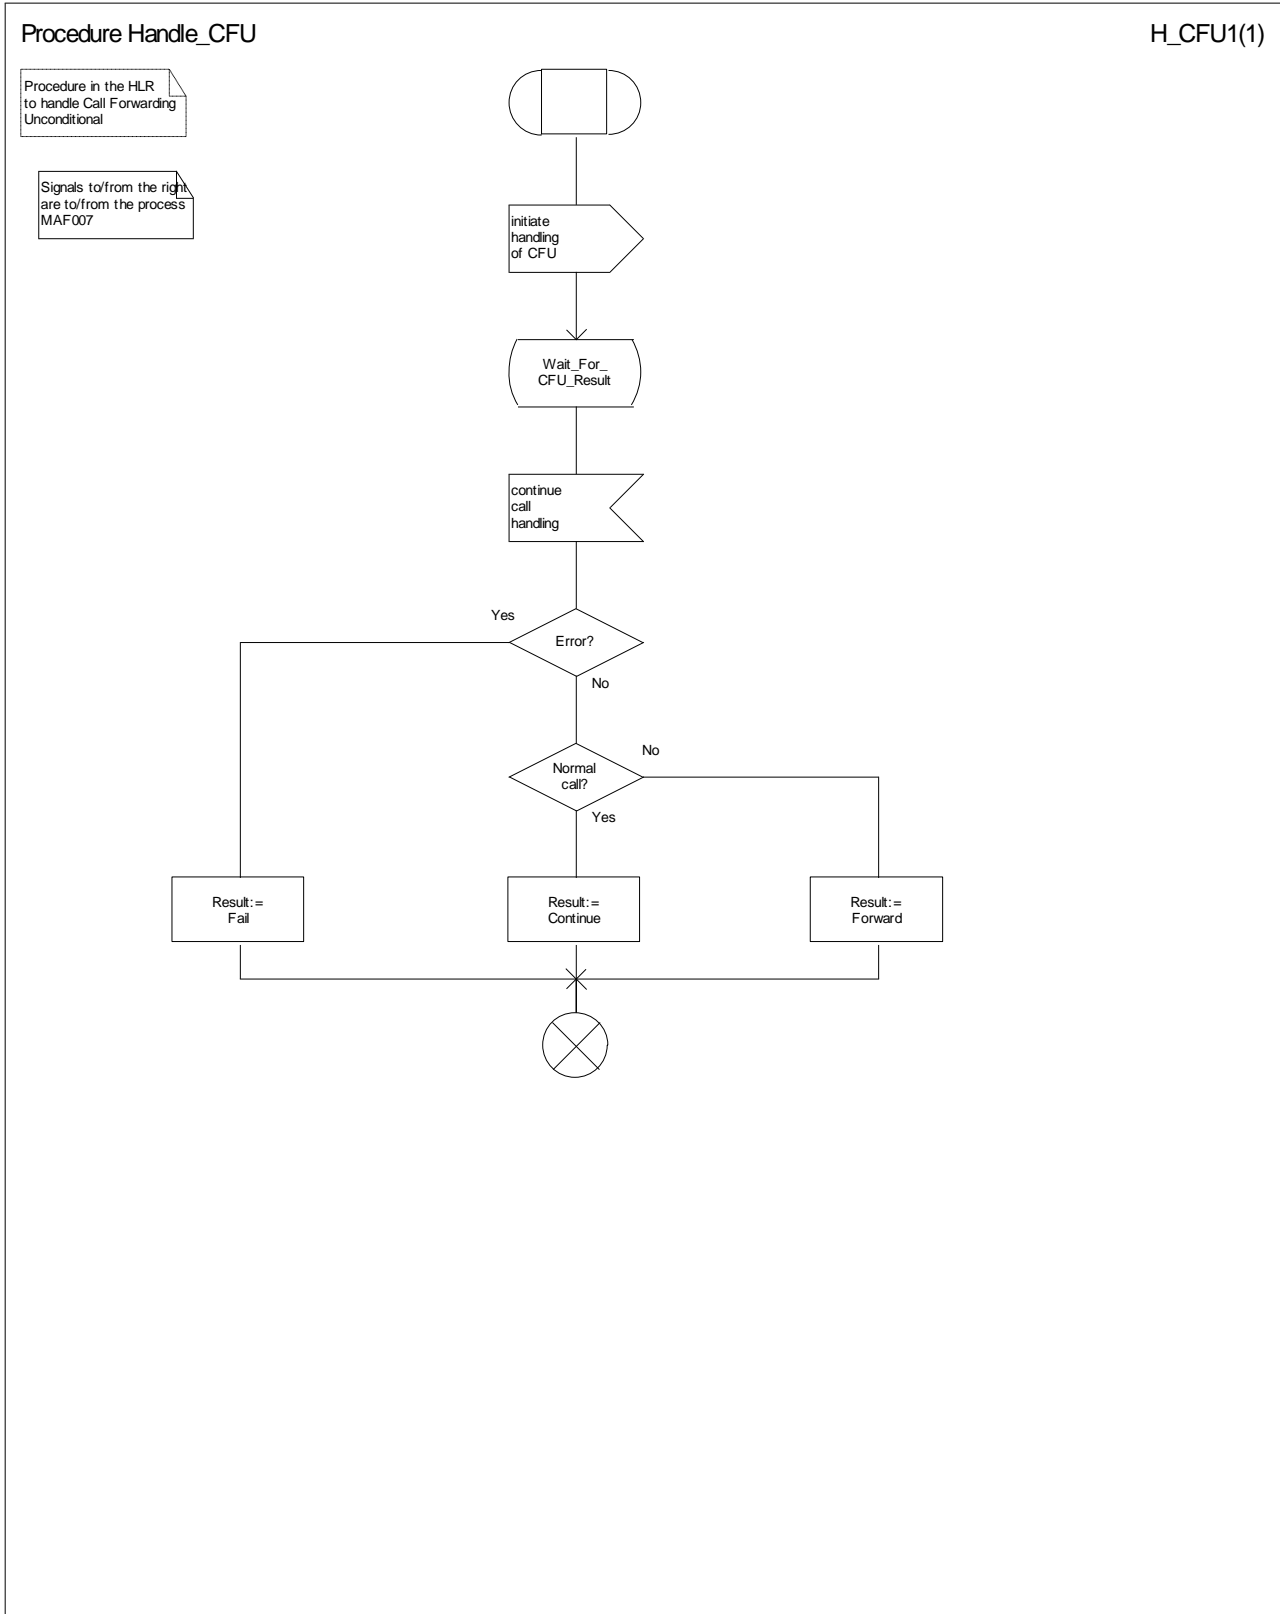 Procedure Handle_CFU
H_CFU1(1)
Procedure in the HLR
to handle Call Forwarding
Unconditional
Signals to/from the right
are to/from the process
MAF007
initiate
handling
of CFU
Wait_For_
CFU_Result
continue
call
handling
Yes
Error?
No
No
Normal
call?
Yes
Result:=
Fail
Result:=
Continue
Result:=
Forward